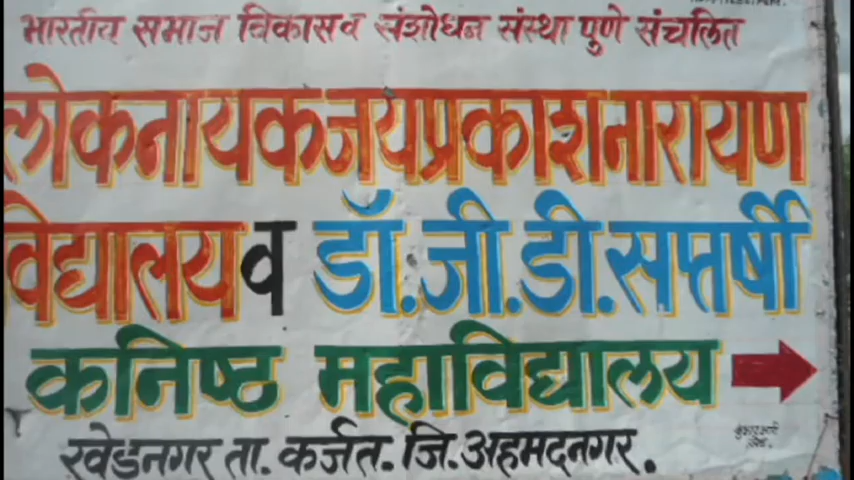 भारतीय समाज विकासव संशोधन संस्था पुणे संचलित
लोकनायकजयप्रकाशनारायण
विद्यालय व डॉ.जी.डी.सप्तर्षी
कनिष्ठ महाविद्यालय
खेडनगर ता. कर्जत. जि.अहमदनगर.